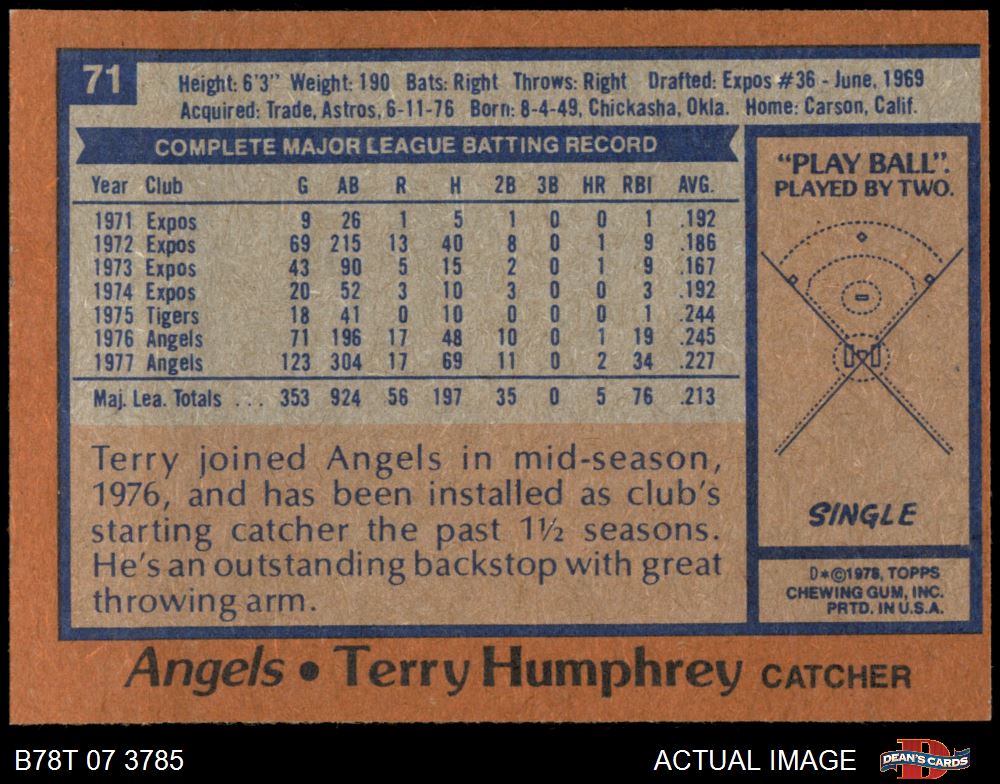 71
Height: 6'3" Weight: 190 Bats: Right Throws: Right Drafted: Expos #36 - June, 1969
Acquired: Trade, Astros, 6-11-76 Born: 8-4-49, Chickasha, Okla. Home: Carson, Calif.
COMPLETE MAJOR LEAGUE BATTING RECORD
Year Club G AB R H 2B 3B HR RBI AVG.
1971 Expos 9 26 1 5 1 0 0 1 .192
1972 Expos 69 215 13 40 8 0 1 9 .186
1973 Expos 43 90 5 15 2 0 1 9 .167
1974 Expos 20 52 3 10 3 0 0 3 .192
1975 Tigers 18 41 0 10 0 0 0 1 .244
1976 Angels 71 196 17 48 10 0 1 19 .245
1977 Angels 123 304 17 69 11 0 2 34 .227
Maj. Lea. Totals ... 353 924 56 197 35 0 5 76 .213
Terry joined Angels in mid-season,
1976, and has been installed as club's
starting catcher the past 1½ seasons.
He's an outstanding backstop with great
throwing arm.
"PLAY BALL".
PLAYED BY TWO.
SINGLE
D*©1978, TOPPS
CHEWING GUM, INC.
PRTD. IN U.S.A.
Angels • Terry Humphrey CATCHER
B78T 07 3785
ACTUAL IMAGE
D
DEAN'S CARDS